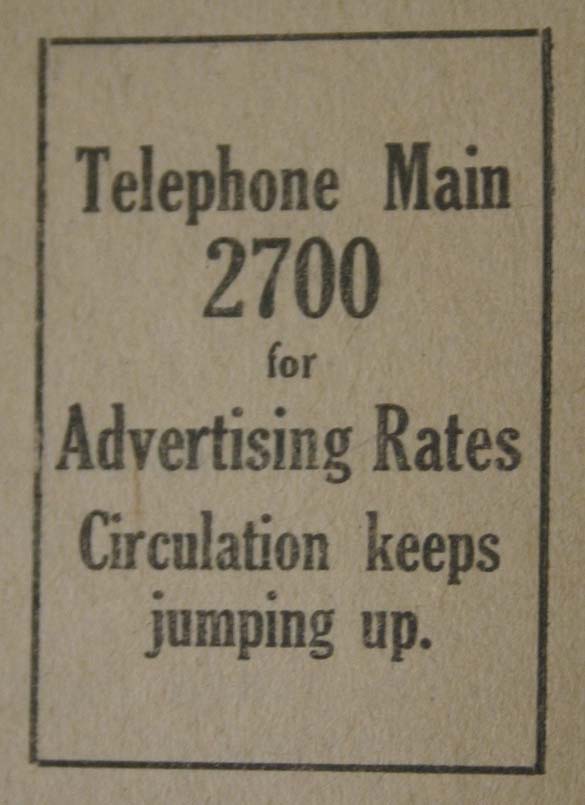 Telephone Main
2700
for
Advertising Rates
Circulation keeps
jumping up.